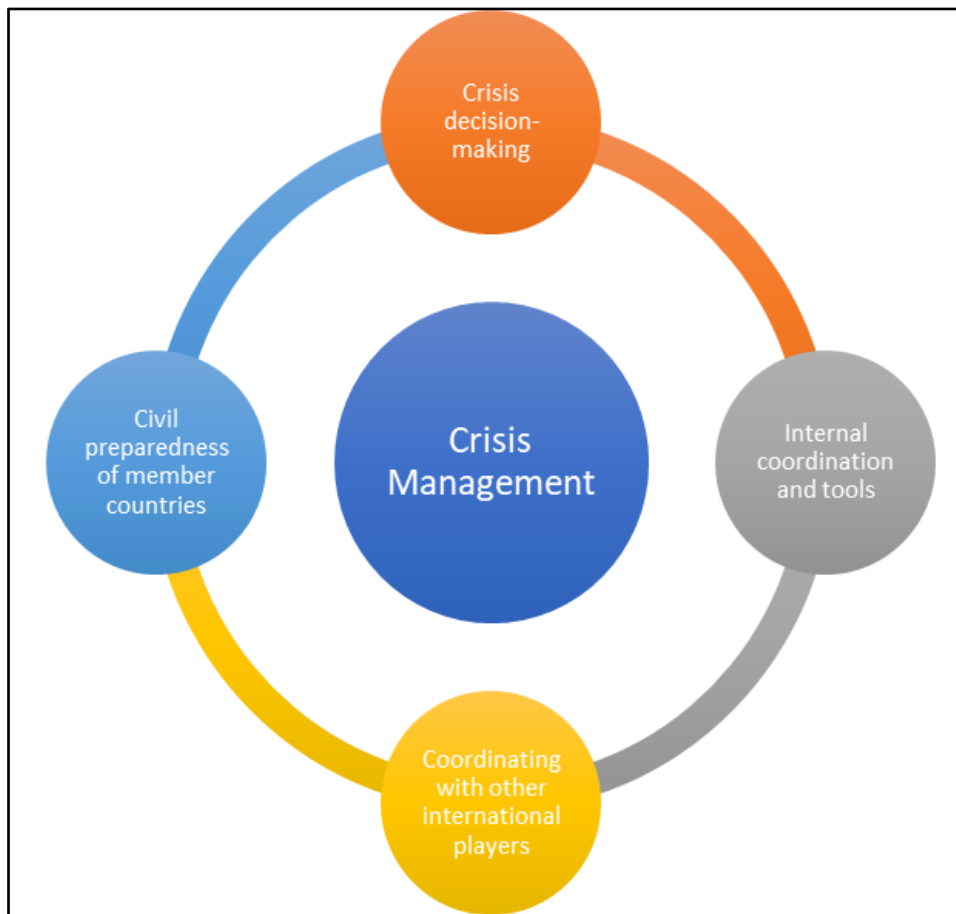 Crisis
decision-
making
Civil
preparedness
of member
countries
Crisis
Management
Internal
coordination
and tools
Coordinating
with other
international
players